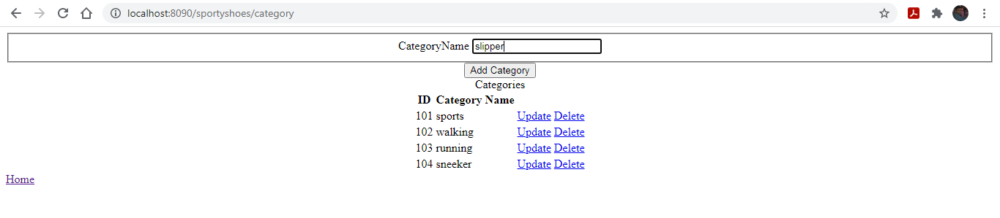 localhost:8090/sportyshoes/category
CategoryName slipper
Add Category
Categories
ID Category Name
101 sports Update Delete
102 walking Update Delete
103 running Update Delete
104 sneeker Update Delete
Home